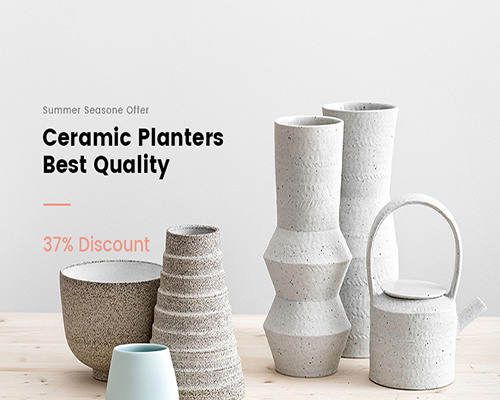 Summer Seasone Offer
Ceramic Planters
Best Quality
37% Discount